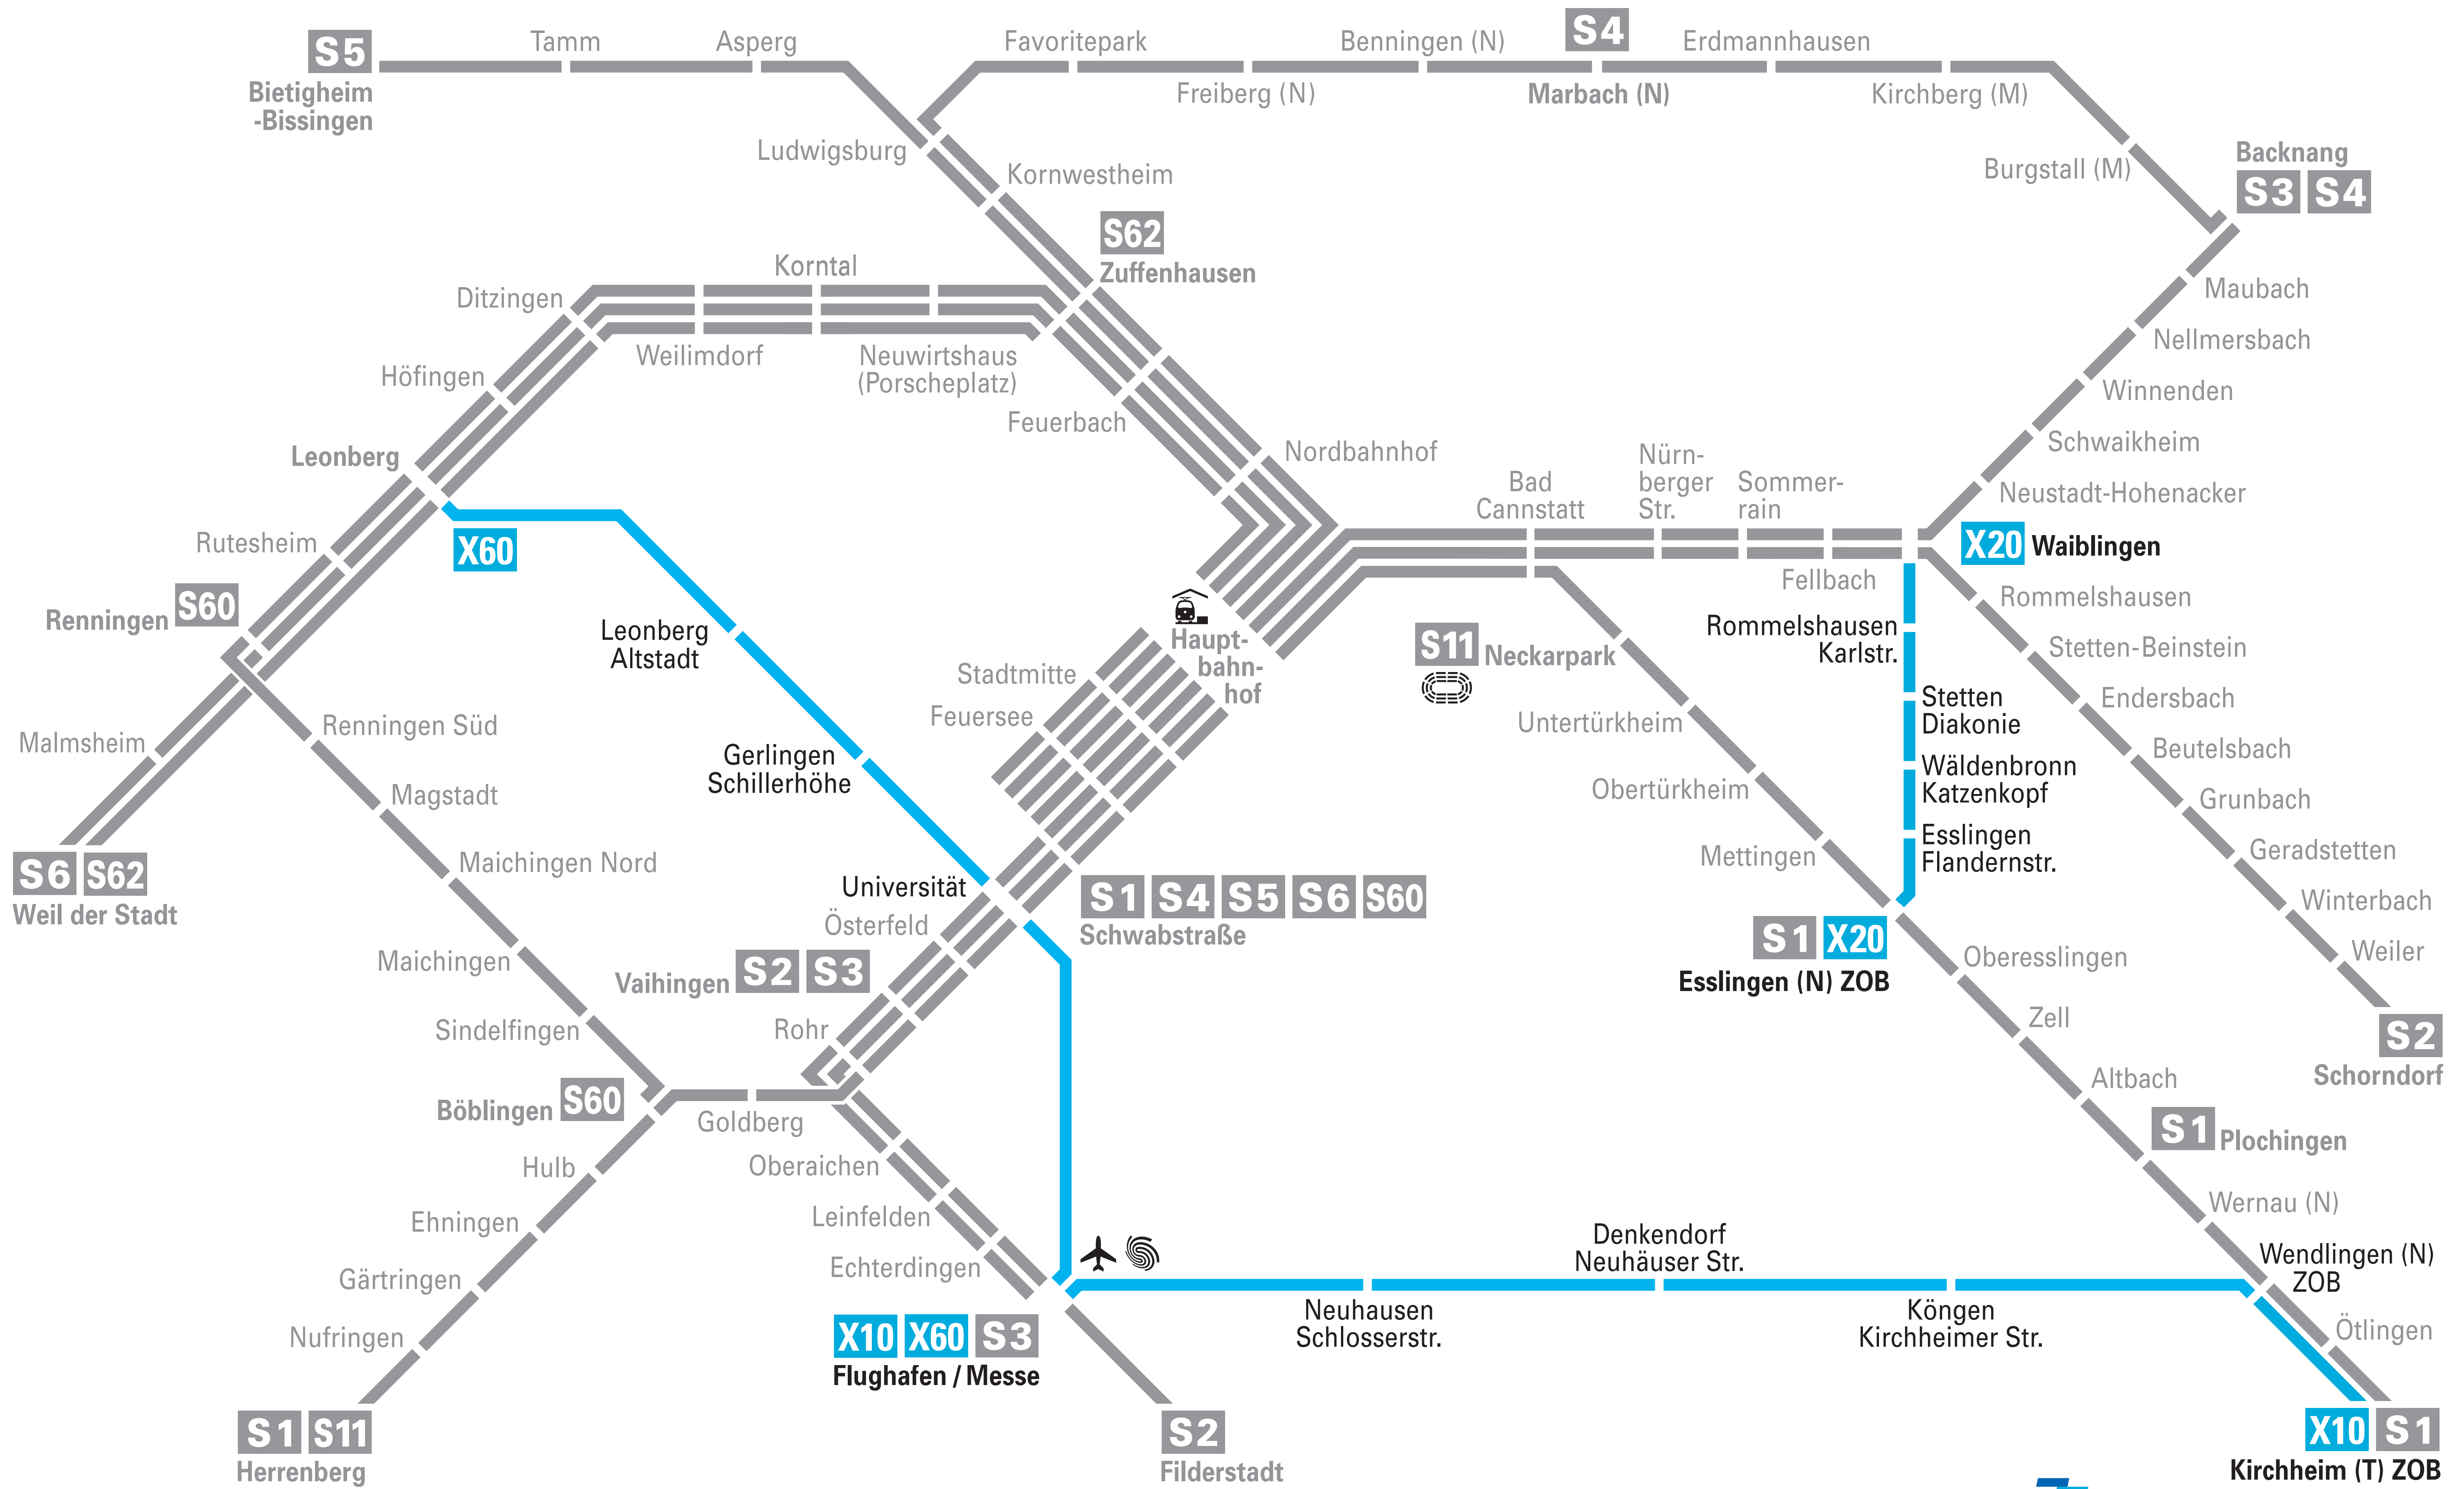 S5
Bietigheim
-Bissingen
Tamm
Asperg
Ludwigsburg
Favoritepark
Freiberg (N)
Benningen (N)
S4
Marbach (N)
Erdmannhausen
Kirchberg (M)
Burgstall (M)
Backnang
S3 S4
Kornwestheim
S62
Zuffenhausen
Maubach
Nellmersbach
Winnenden
Schwaikheim
Neustadt-Hohenacker
Korntal
Ditzingen
Weilimdorf
Neuwirtshaus
(Porscheplatz)
Höfingen
Feuerbach
Leonberg
X60
Nordbahnhof
Bad
Cannstatt
Nürn-
berger
Str.
Sommer-
rain
Fellbach
X20 Waiblingen
Rutesheim
Renningen S60
Leonberg
Altstadt
Haupt-
bahn-
hof
S11 Neckarpark
Rommelshausen
Karlstr.
Rommelshausen
Stetten-Beinstein
Endersbach
Beutelsbach
Grunbach
Geradstetten
Winterbach
Weiler
S2
Schorndorf
Stadtmitte
Feuersee
Stetten
Diakonie
Wäldenbronn
Katzenkopf
Esslingen
Flandernstr.
Untertürkheim
Obertürkheim
Mettingen
Malmsheim
Renningen Süd
Magstadt
Maichingen Nord
Maichingen
Sindelfingen
S6 S62
Weil der Stadt
Gerlingen
Schillerhöhe
Universität
Österfeld
S1 S4 S5 S6 S60
Schwabstraße
Vaihingen S2 S3
Rohr
S1 X20
Esslingen (N) ZOB
Oberesslingen
Zell
Altbach
S1 Plochingen
Wernau (N)
Böblingen S60
Goldberg
Hulb
Ehningen
Gärtringen
Nufringen
S1 S11
Herrenberg
Oberaichen
Leinfelden
Echterdingen
X10 X60 S3
Flughafen / Messe
S2
Filderstadt
Neuhausen
Schlosserstr.
Denkendorf
Neuhäuser Str.
Köngen
Kirchheimer Str.
Wendlingen (N)
ZOB
Ötlingen
X10 S1
Kirchheim (T) ZOB